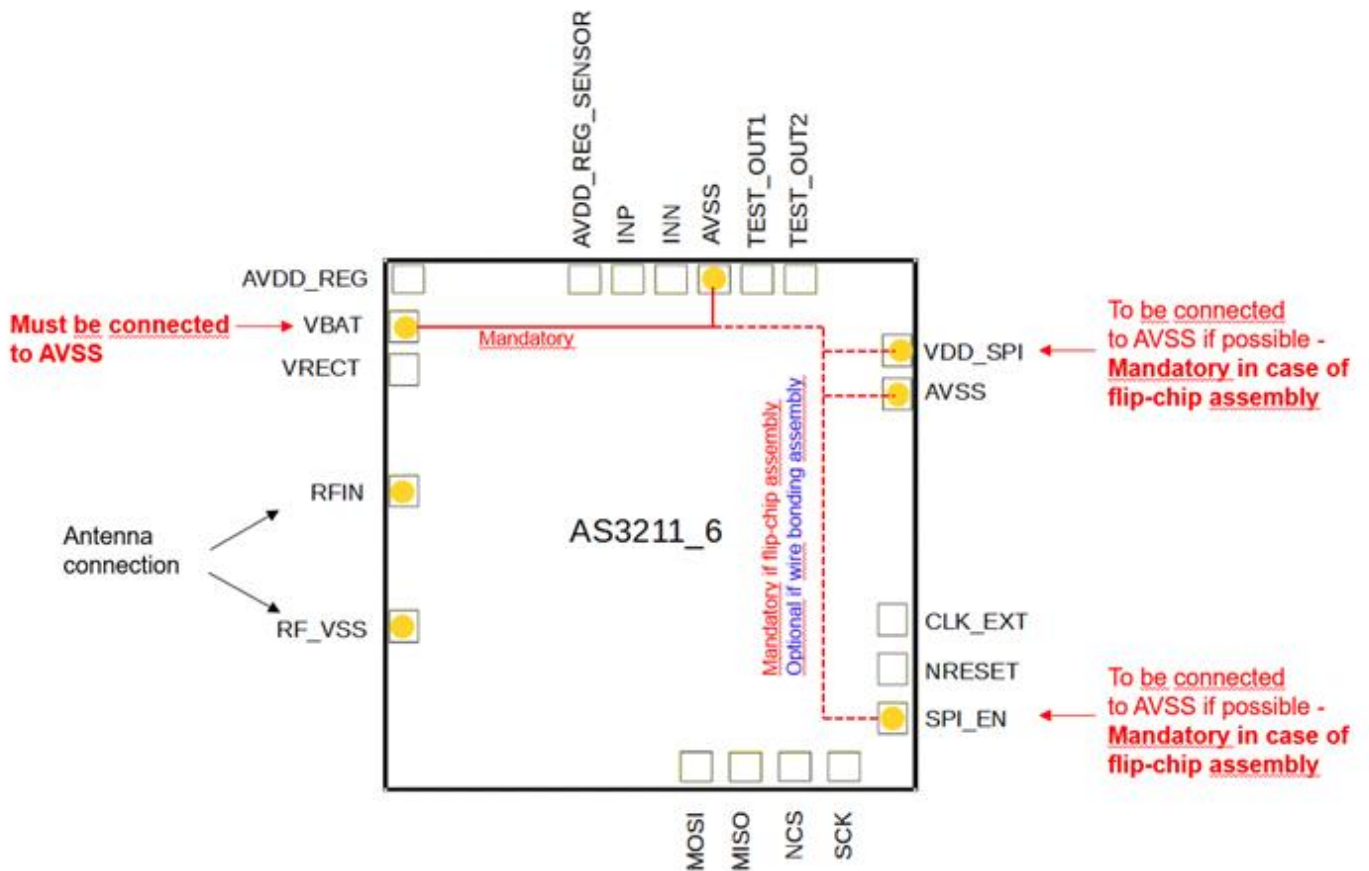 AVDD_REG_SENSOR
INP
INN
AVSS
TEST_OUT1
TEST_OUT2
AVDD_REG
VBAT
VRECT
RFIN
RF_VSS
Must be connected
to AVSS
Antenna
connection
Mandatory
AS3211_6
Mandatory if flip-chip assembly
Optional if wire bonding assembly
VDD_SPI
AVSS
CLK_EXT
NRESET
SPI_EN
To be connected
to AVSS if possible -
Mandatory in case of
flip-chip assembly
To be connected
to AVSS if possible -
Mandatory in case of
flip-chip assembly
MOSI
MISO
NCS
SCK